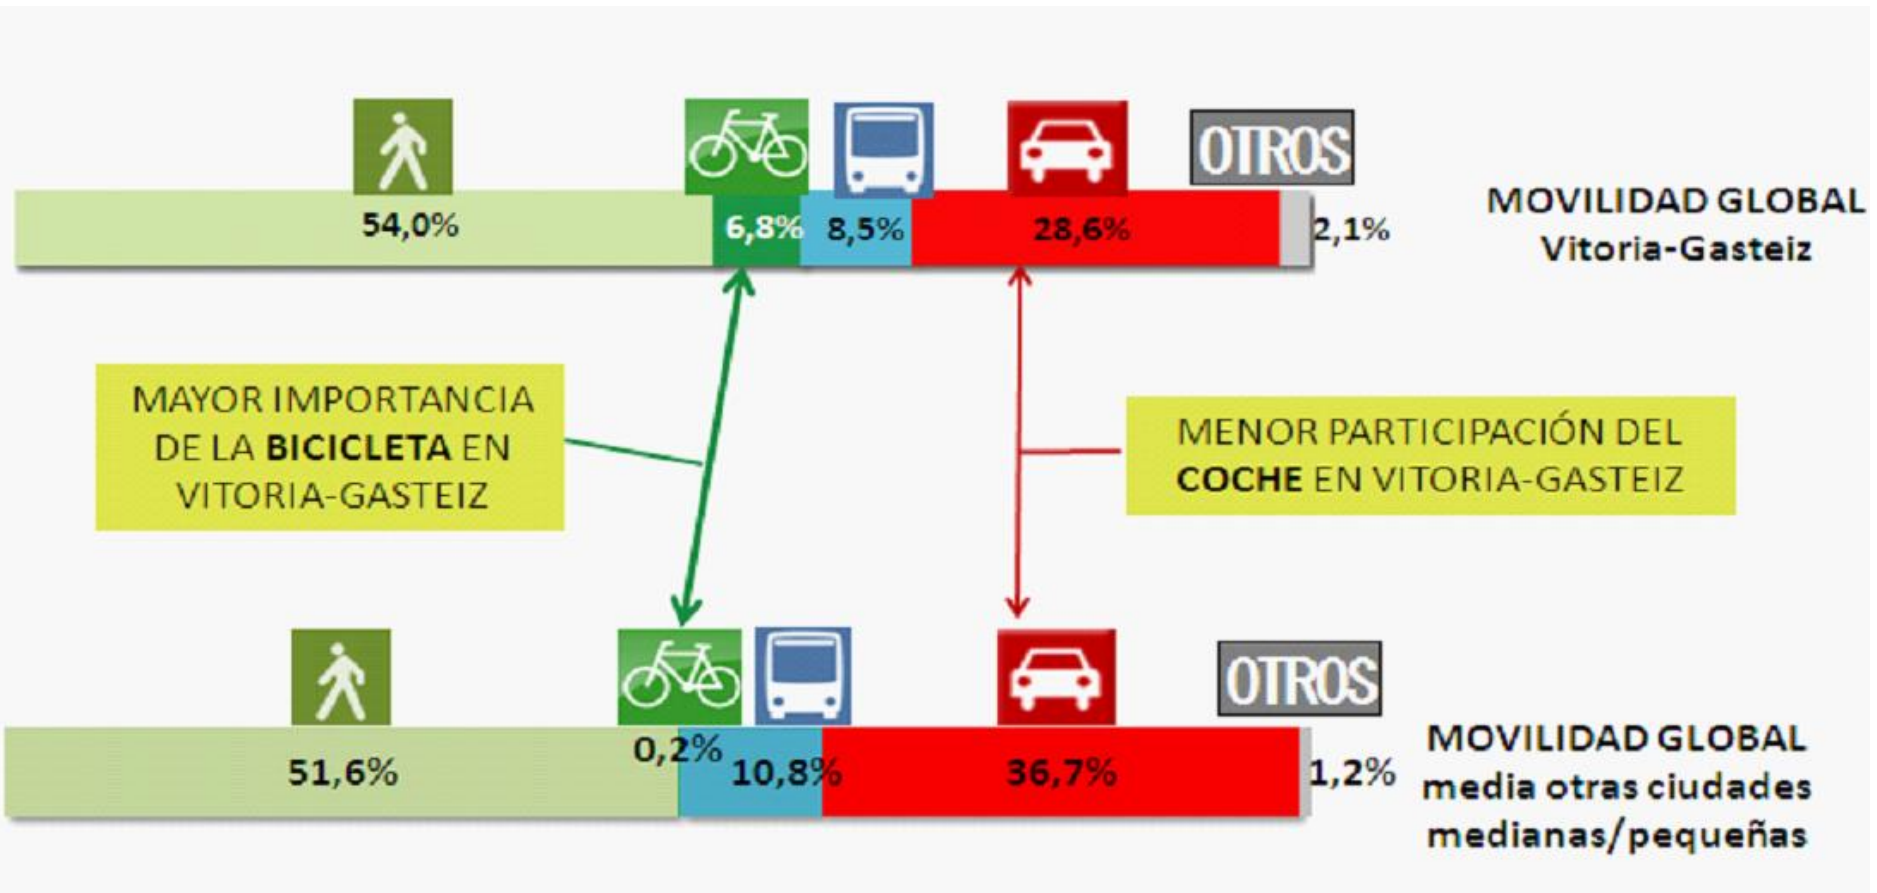 OTROS
54,0%
6,8%
8,5%
28,6%
2,1%
MOVILIDAD GLOBAL
Vitoria-Gasteiz
MAYOR IMPORTANCIA
DE LA BICICLETA EN
VITORIA-GASTEIZ
MENOR PARTICIPACIÓN DEL
COCHE EN VITORIA-GASTEIZ
OTROS
51,6%
0,2%
10,8%
36,7%
1,2%
MOVILIDAD GLOBAL
media otras ciudades
medianas/pequeñas